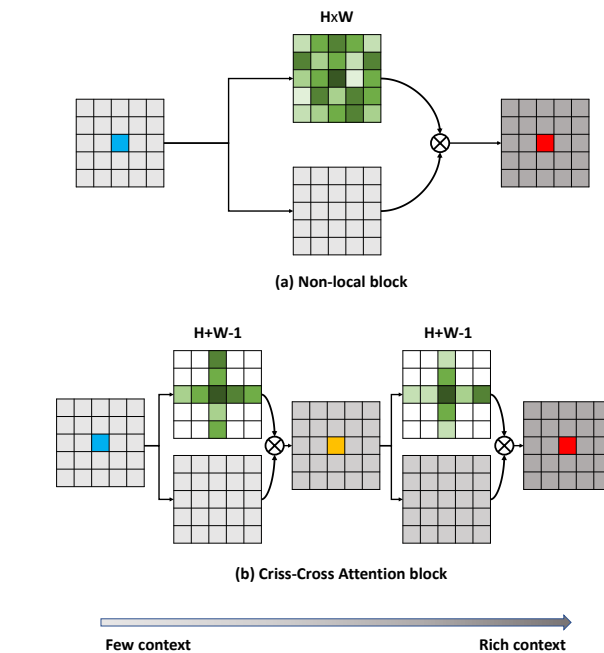 HxW
(a) Non-local block
H+W-1 H+W-1
(b) Criss-Cross Attention block
Few context Rich context